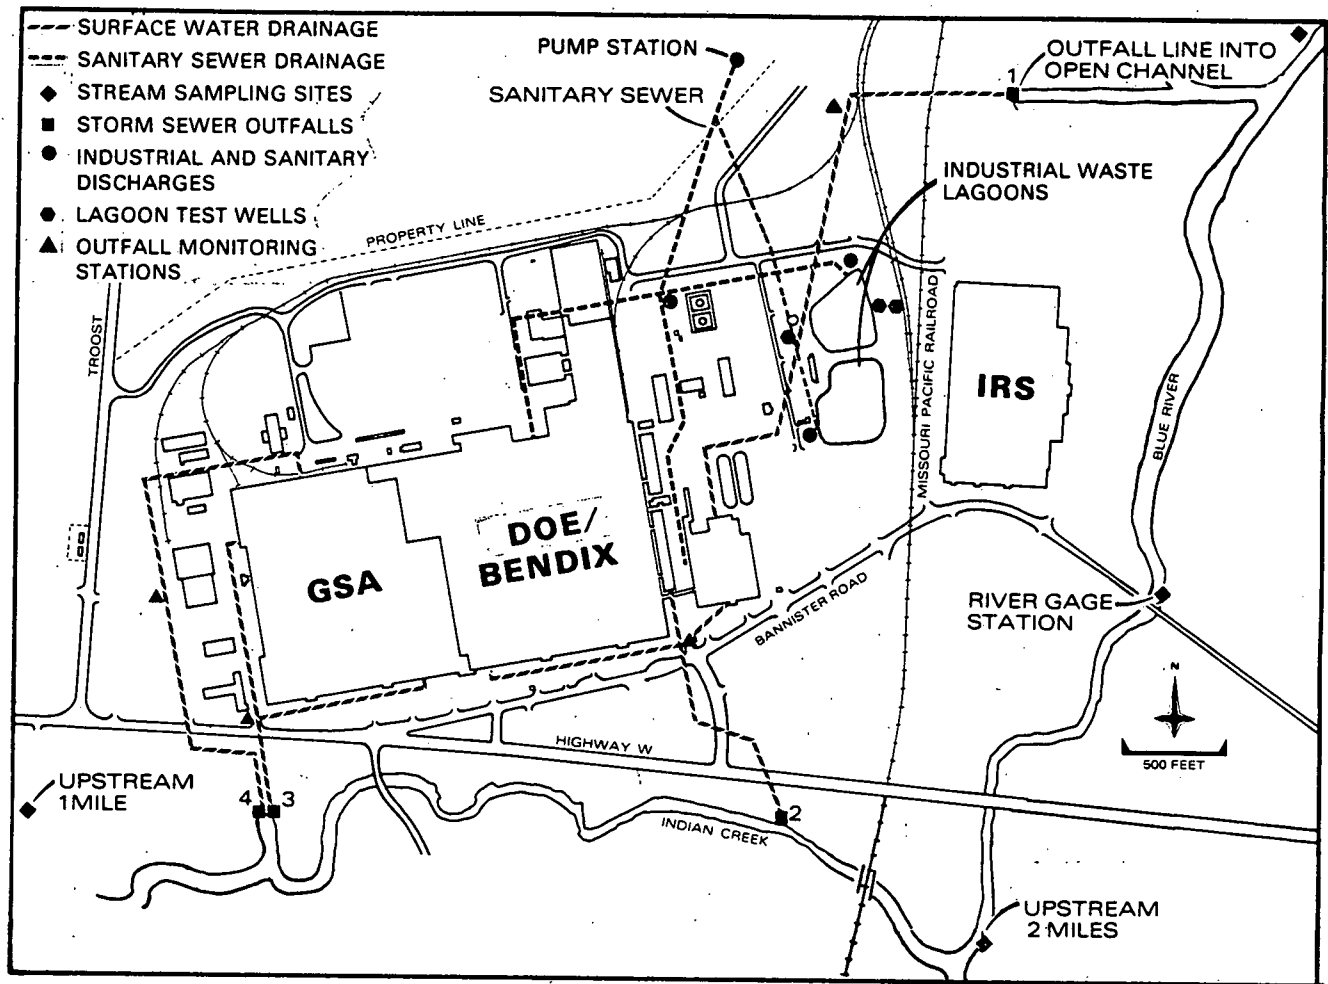 SURFACE WATER DRAINAGE
SANITARY SEWER DRAINAGE
STREAM SAMPLING SITES
STORM SEWER OUTFALLS
INDUSTRIAL AND SANITARY
DISCHARGES
LAGOON TEST WELLS
OUTFALL MONITORING
STATIONS
PUMP STATION
SANITARY SEWER
1
OUTFALL LINE INTO
OPEN CHANNEL
INDUSTRIAL WASTE
LAGOONS
PROPERTY LINE
TROOST
MISSOURI PACIFIC RAILROAD
IRS
BLUE RIVER
DOE/
BENDIX
GSA
BANNISTER ROAD
RIVER GAGE
STATION
N
500 FEET
HIGHWAY W
UPSTREAM
1 MILE
4
3
2
INDIAN CREEK
UPSTREAM
2 MILES